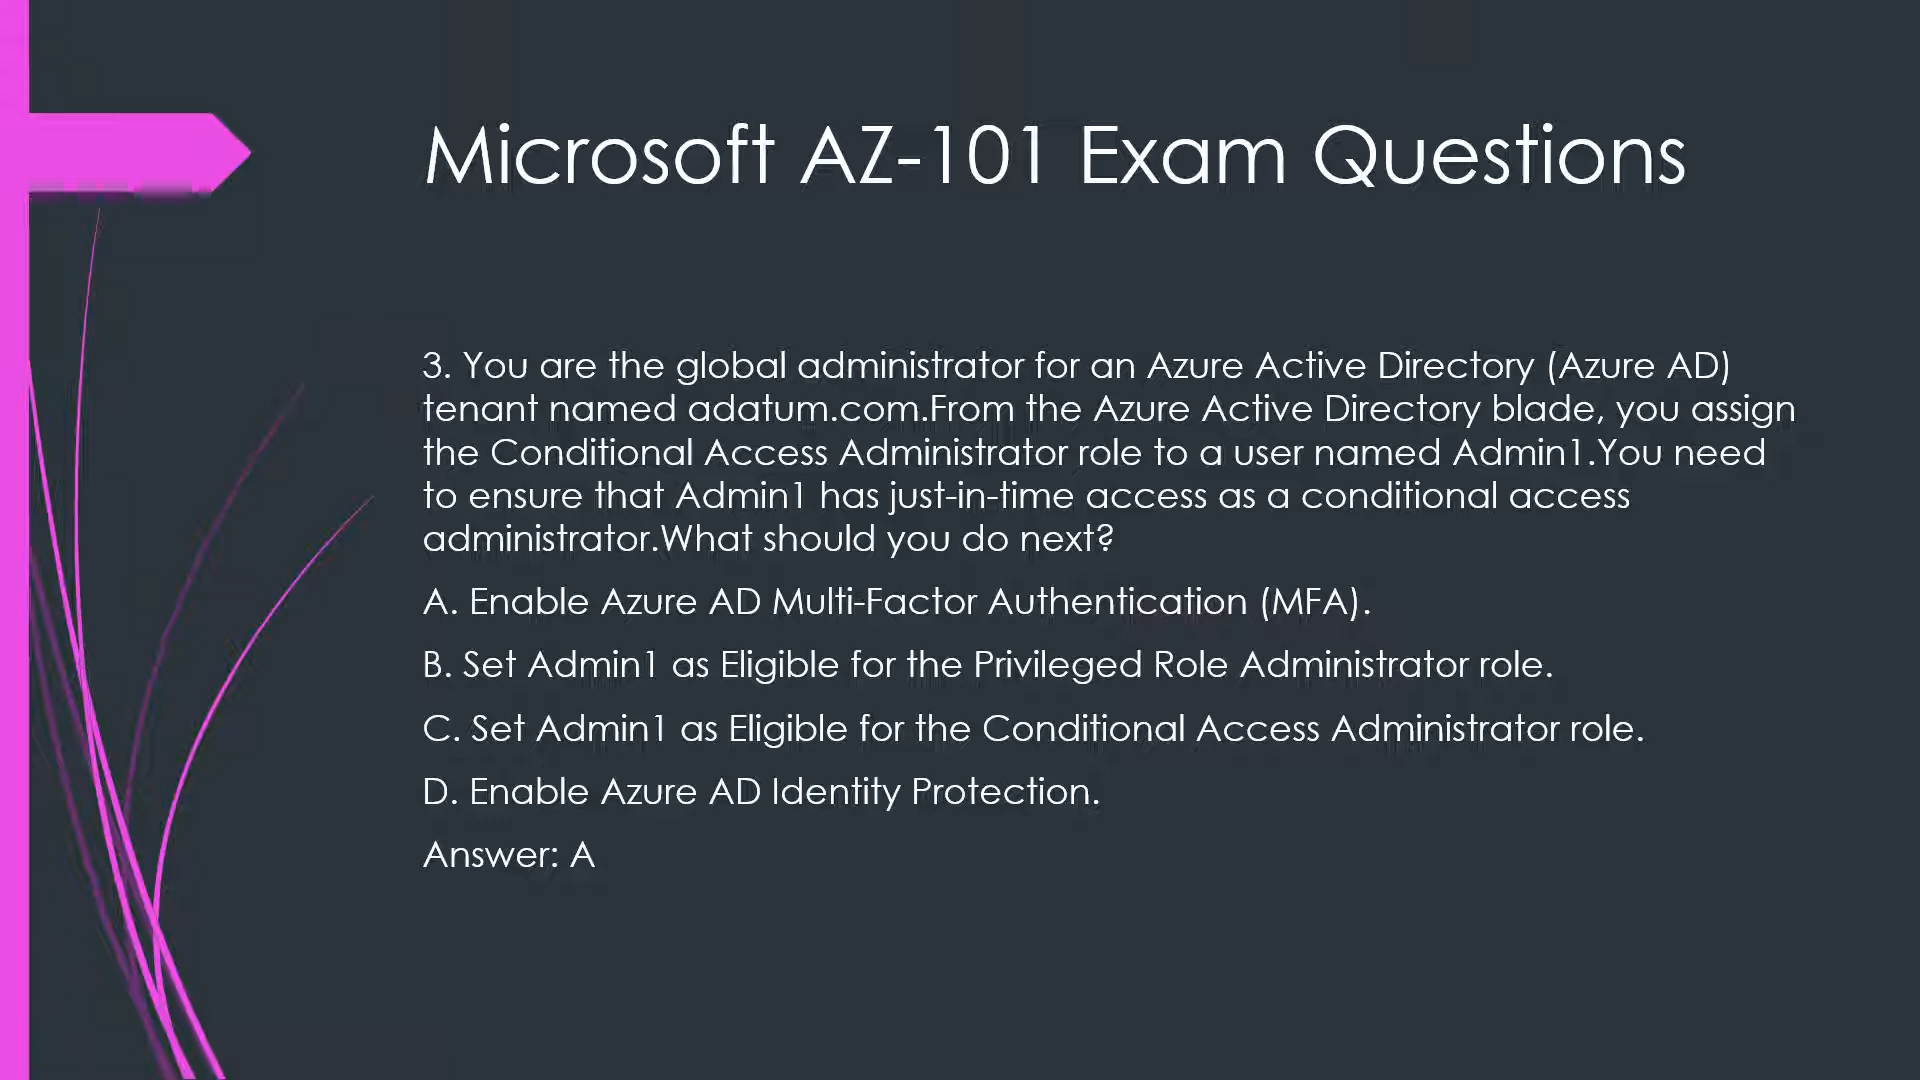 Microsoft AZ-101 Exam Questions
3. You are the global administrator for an Azure Active Directory (Azure AD)
tenant named adatum.com.From the Azure Active Directory blade, you assign
the Conditional Access Administrator role to a user named Admin1.You need
to ensure that Admin1 has just-in-time access as a conditional access
administrator.What should you do next?
A. Enable Azure AD Multi-Factor Authentication (MFA).
B. Set Admin1 as Eligible for the Privileged Role Administrator role.
C. Set Admin1 as Eligible for the Conditional Access Administrator role.
D. Enable Azure AD Identity Protection.
Answer: A